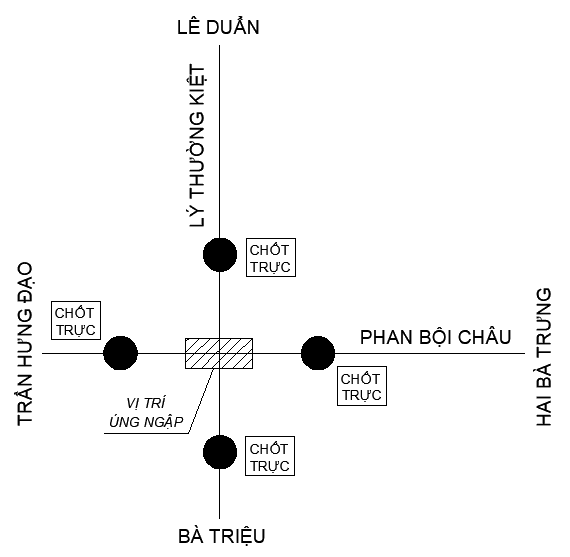 LÊ DUẨN
LÝ THƯỜNG KIỆT
CHỐT
TRỰC
TRẦN HƯNG ĐẠO
CHỐT
TRỰC
PHAN BỘI CHÂU
HAI BÀ TRƯNG
CHỐT
TRỰC
VỊ TRÍ
ÚNG NGẬP
CHỐT
TRỰC
BÀ TRIỆU